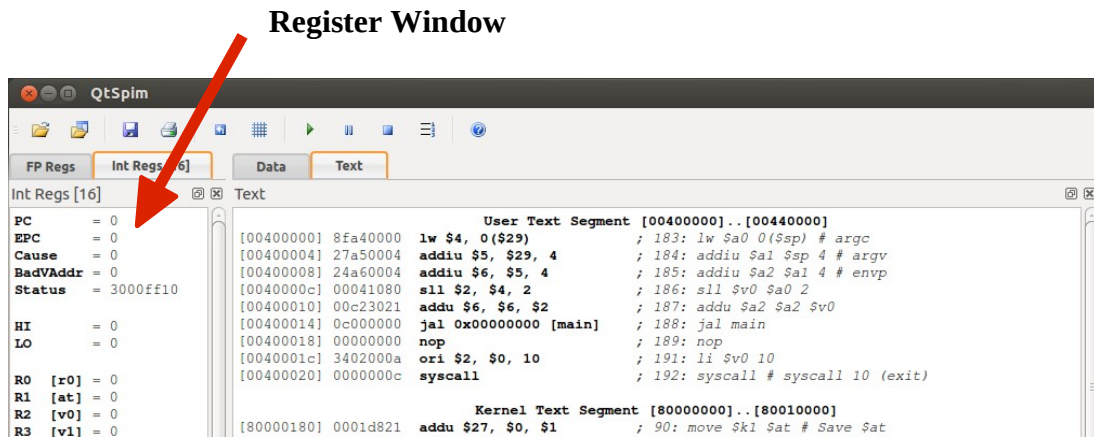 Register Window
QtSpim
FP Regs Int Regs [16] Data Text
Int Regs [16] Text
PC = 0
EPC = 0
Cause = 0
BadVAddr = 0
Status = 3000ff10
HI = 0
LO = 0
R0 [r0] = 0
R1 [at] = 0
R2 [v0] = 0
R3 [v1] = 0
User Text Segment [00400000]..[00440000]
[00400000] 8fa40000 lw $4, 0($29) ; 183: lw $a0 0($sp) # argc
[00400004] 27a50004 addiu $5, $29, 4 ; 184: addiu $a1 $sp 4 # argv
[00400008] 24a60004 addiu $6, $5, 4 ; 185: addiu $a2 $a1 4 # envp
[0040000c] 00041080 sll $2, $4, 2 ; 186: sll $v0 $a0 2
[00400010] 00c23021 addu $6, $6, $2 ; 187: addu $a2 $a2 $v0
[00400014] 0c000000 jal 0x00000000 [main] ; 188: jal main
[00400018] 00000000 nop ; 189: nop
[0040001c] 3402000a ori $2, $0, 10 ; 191: li $v0 10
[00400020] 0000000c syscall ; 192: syscall # syscall 10 (exit)
Kernel Text Segment [80000000]..[80010000]
[80000180] 0001d821 addu $27, $0, $1 ; 90: move $k1 $at # Save $at